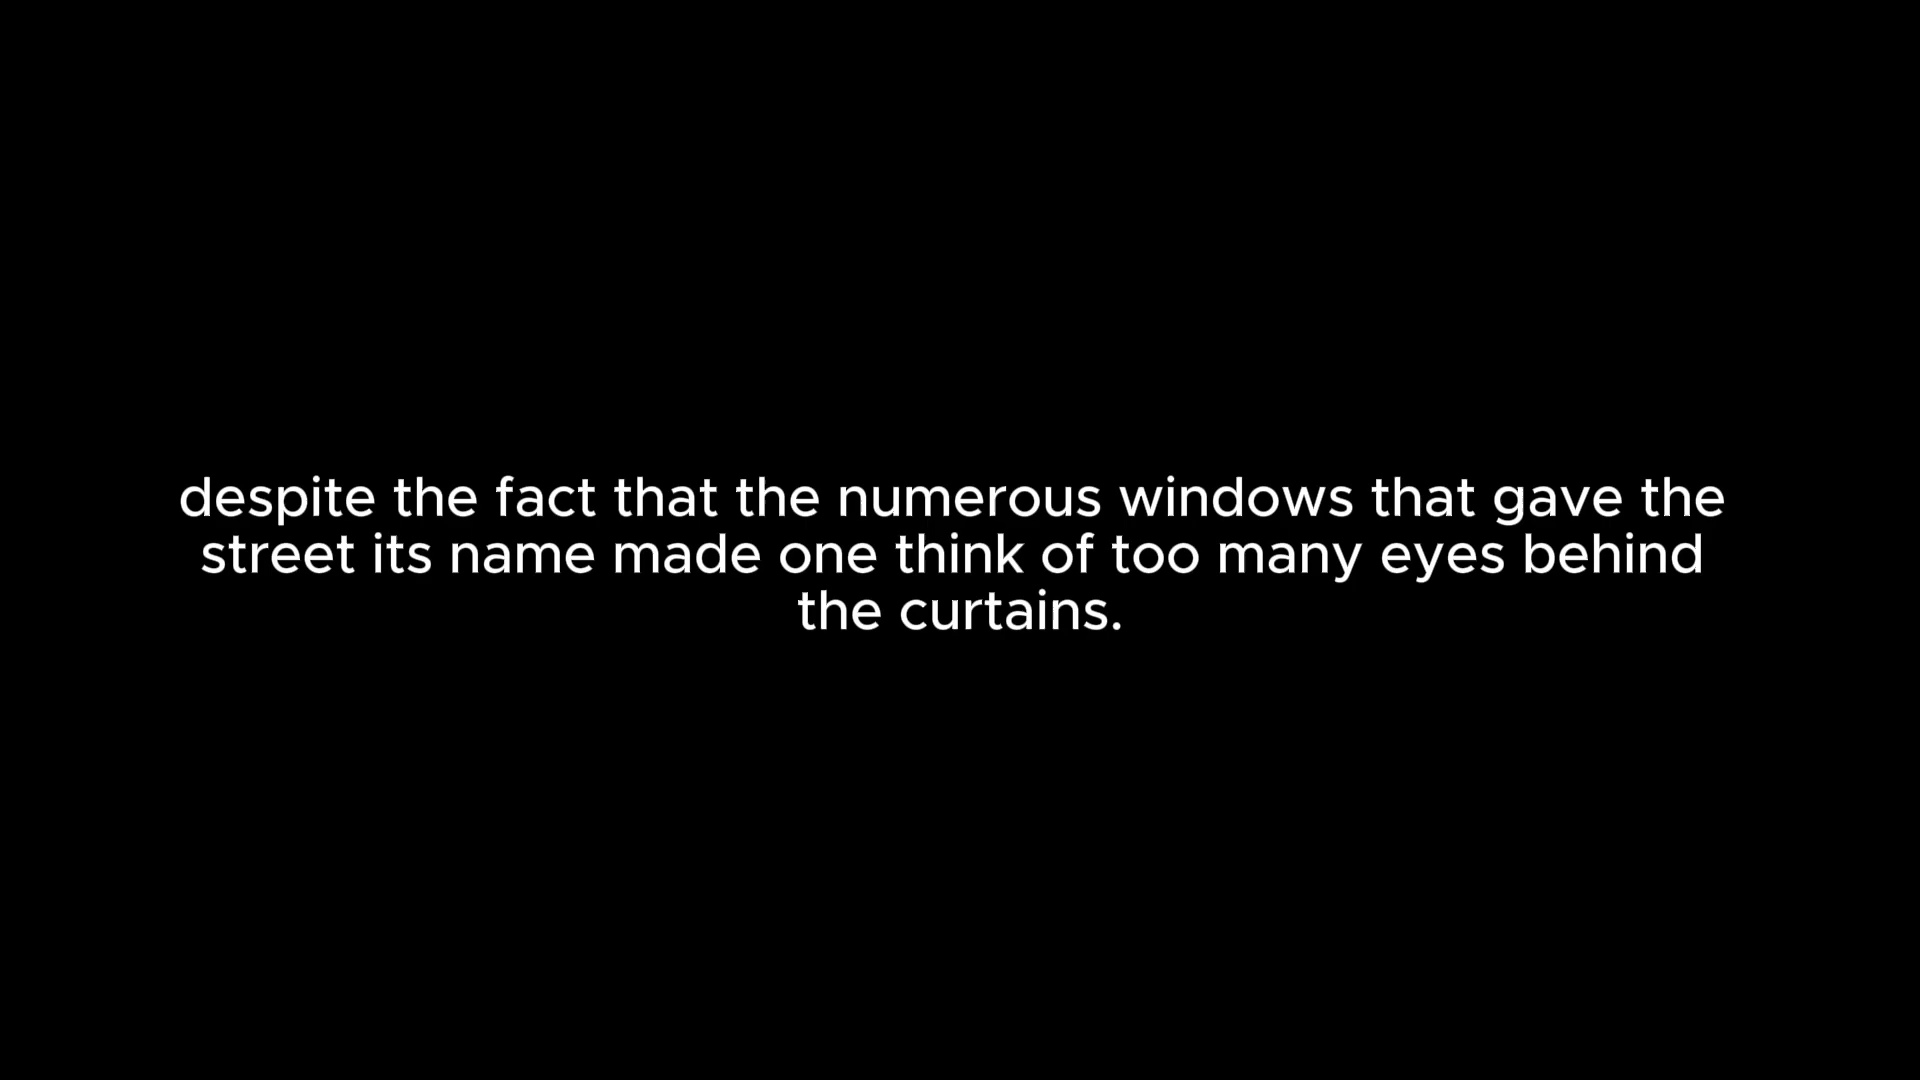 despite the fact that the numerous windows that gave the
street its name made one think of too many eyes behind
the curtains.